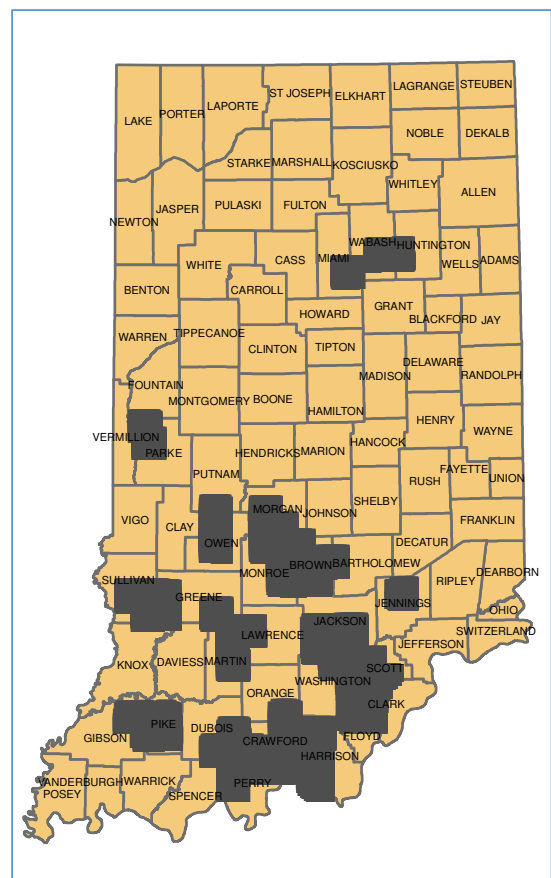 LAKE
PORTER
LAPORTE
ST JOSEPH
ELKHART
LAGRANGE
STEUBEN
NOBLE
DEKALB
STARKE
MARSHALL
KOSCIUSKO
WHITLEY
ALLEN
NEWTON
JASPER
PULASKI
FULTON
WHITE
CASS
MIAMI
WABASH
HUNTINGTON
WELLS
ADAMS
BENTON
CARROLL
HOWARD
GRANT
BLACKFORD
JAY
WARREN
TIPPECANOE
CLINTON
TIPTON
MADISON
DELAWARE
RANDOLPH
FOUNTAIN
MONTGOMERY
BOONE
HAMILTON
HENRY
WAYNE
VERMILLION
PARKE
PUTNAM
HENDRICKS
MARION
HANCOCK
RUSH
FAYETTE
UNION
VIGO
CLAY
OWEN
MORGAN
JOHNSON
SHELBY
FRANKLIN
DECATUR
MONROE
BROWN
BARTHOLOMEW
SULLIVAN
GREENE
JENNINGS
RIPLEY
DEARBORN
OHIO
SWITZERLAND
KNOX
DAVIESS
MARTIN
LAWRENCE
JACKSON
JEFFERSON
SCOTT
WASHINGTON
ORANGE
CLARK
GIBSON
PIKE
DUBOIS
CRAWFORD
FLOYD
HARRISON
VANDERBURGH
POSEY
WARRICK
SPENCER
PERRY